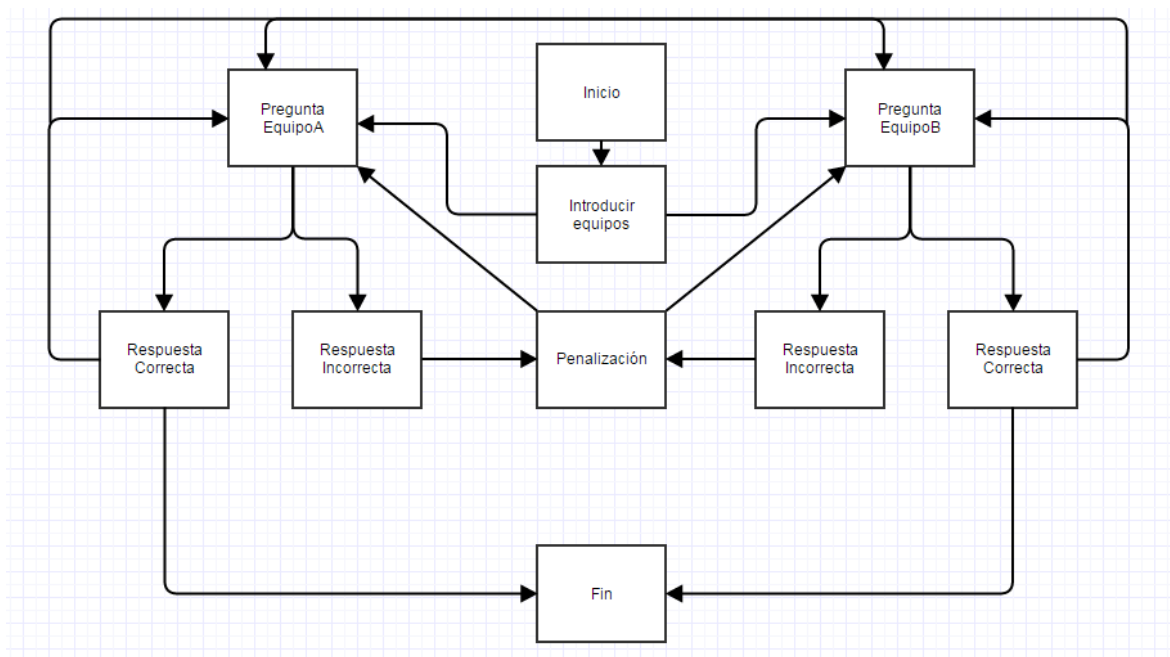 Inicio
Pregunta
EquipoA
Pregunta
EquipoB
Introducir
equipos
Respuesta
Correcta
Respuesta
Incorrecta
Penalización
Respuesta
Incorrecta
Respuesta
Correcta
Fin